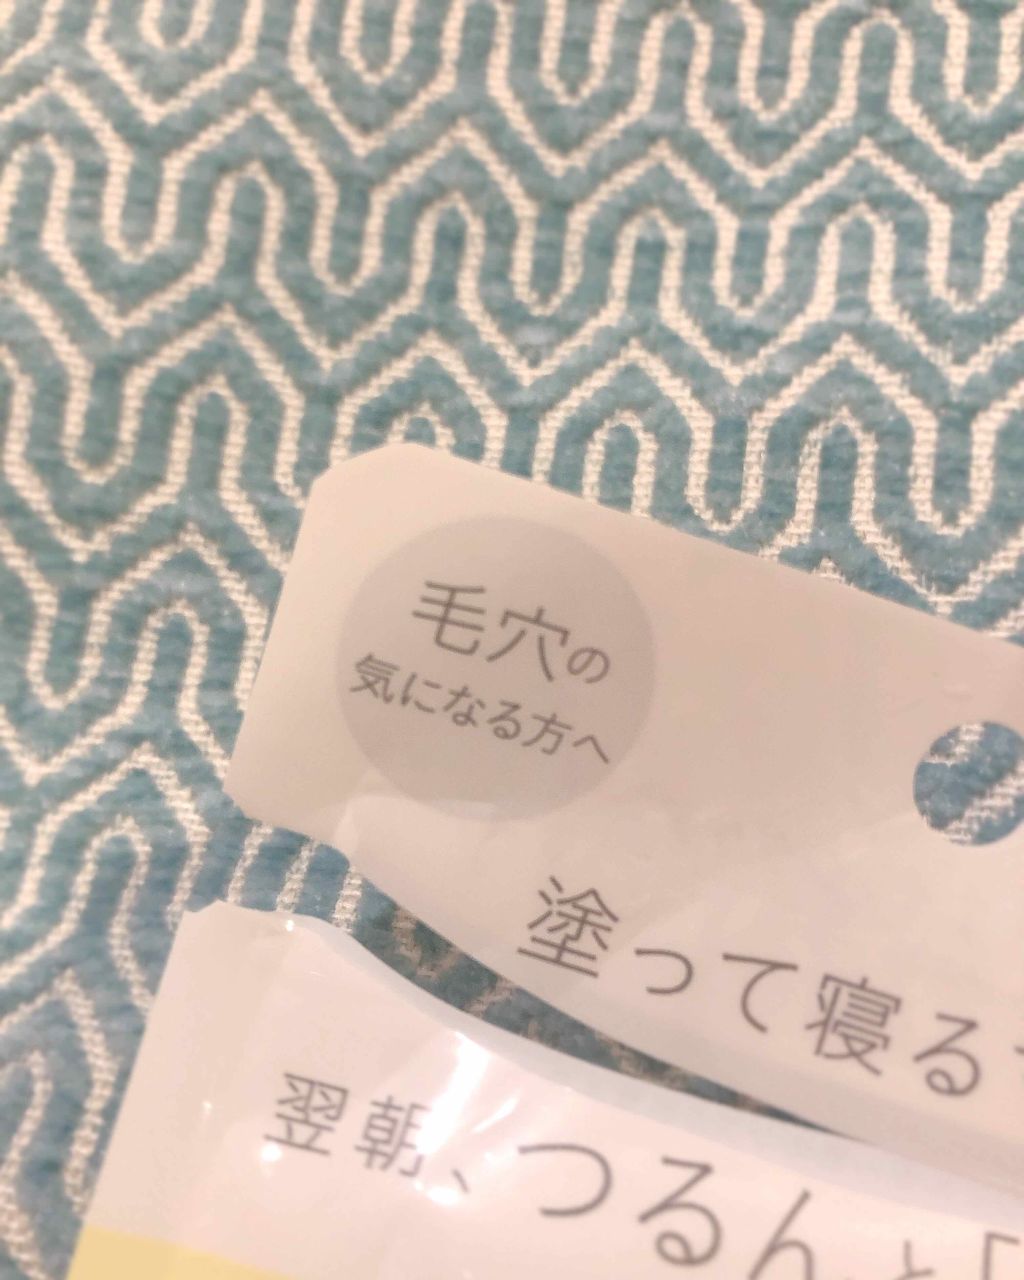 毛穴の
気になる方へ
塗って寝る
翌朝、つるんと